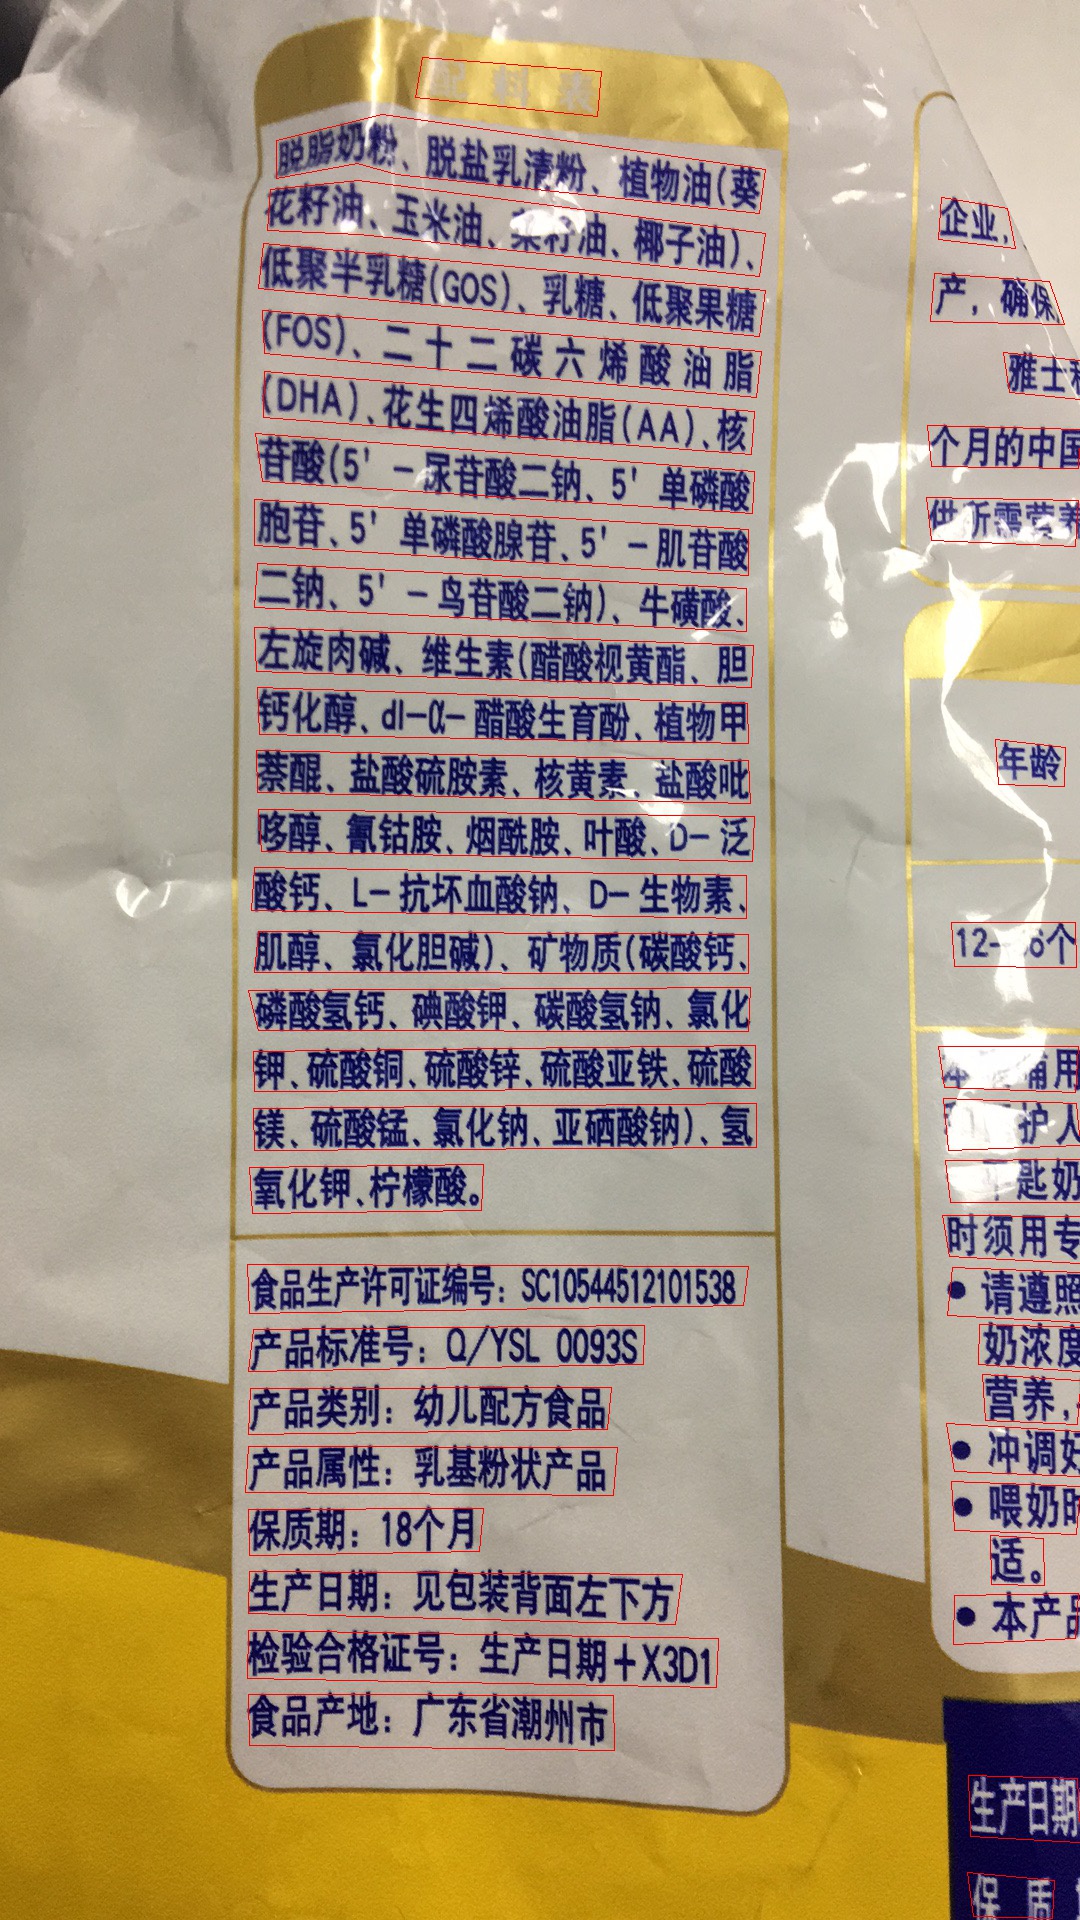 配料表
脱脂奶粉、脱盐乳清粉、植物油(葵
花籽油、玉米油、菜籽油、椰子油)、
低聚半乳糖(GOS)、乳糖、低聚果糖
(FOS)、二十二碳六烯酸油脂
(DHA)、花生四烯酸油脂(AA)、核
苷酸(5'-尿苷酸二钠、5'单磷酸
胞苷、5'单磷酸腺苷、5'-肌苷酸
二钠、5'-鸟苷酸二钠)、牛磺酸、
左旋肉碱、维生素(醋酸视黄酯、胆
钙化醇、dl-α-醋酸生育酚、植物甲
萘醌、盐酸硫胺素、核黄素、盐酸吡
哆醇、氰钴胺、烟酰胺、叶酸、D-泛
酸钙、L-抗坏血酸钠、D-生物素、
肌醇、氯化胆碱)、矿物质(碳酸钙、
磷酸氢钙、碘酸钾、碳酸氢钠、氯化
钾、硫酸铜、硫酸锌、硫酸亚铁、硫酸
镁、硫酸锰、氯化钠、亚硒酸钠)、氢
氧化钾、柠檬酸。
食品生产许可证编号：SC10544512101538
产品标准号：Q/YSL 0093S
产品类别：幼儿配方食品
产品属性：乳基粉状产品
保质期：18个月
生产日期：见包装背面左下方
检验合格证号：生产日期+X3D1
食品产地：广东省潮州市
企业,
产，确保
雅士
个月的中国
供所需营养
年龄
12- 6个
用
护人
匙奶
时须用专
● 请遵照
奶浓度
营养,
● 冲调好
● 喂奶时
适。
● 本产品
生产日期
保 质